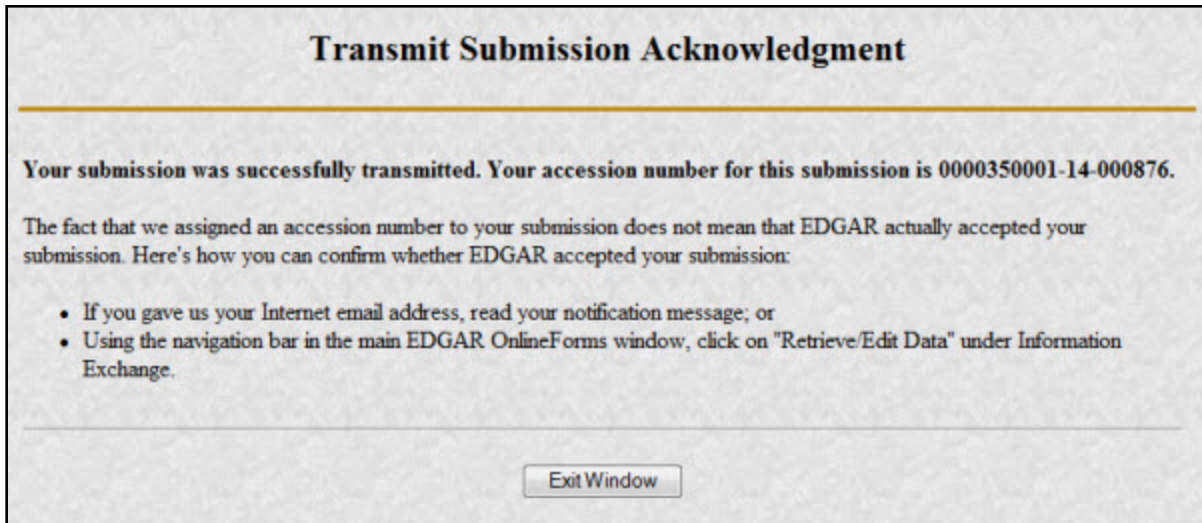 Transmit Submission Acknowledgment
Your submission was successfully transmitted. Your accession number for this submission is 0000350001-14-000876.
The fact that we assigned an accession number to your submission does not mean that EDGAR actually accepted your
submission. Here's how you can confirm whether EDGAR accepted your submission:
• If you gave us your Internet email address, read your notification message; or
• Using the navigation bar in the main EDGAR OnlineForms window, click on "Retrieve/Edit Data" under Information
Exchange.
Exit Window